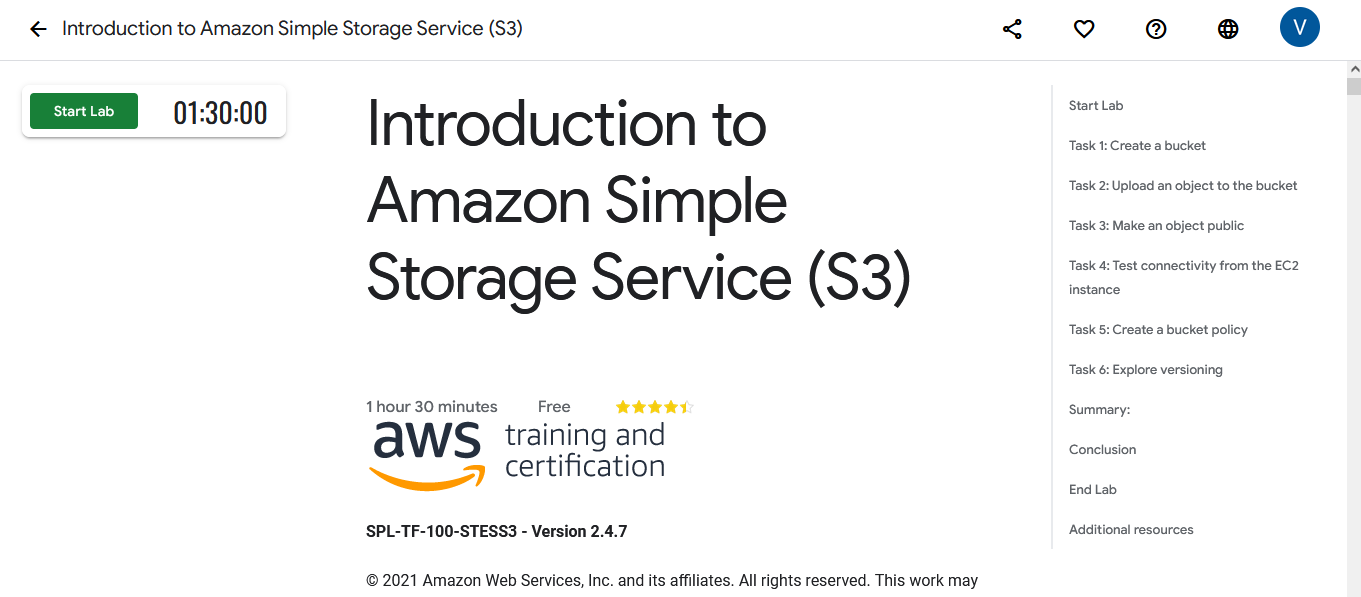 Introduction to Amazon Simple Storage Service (S3)
V
Start Lab
01:30:00
Introduction to
Amazon Simple
Storage Service (S3)
1 hour 30 minutes
Free
aws
training and
certification
SPL-TF-100-STESS3 - Version 2.4.7
© 2021 Amazon Web Services, Inc. and its affiliates. All rights reserved. This work may
Start Lab
Task 1: Create a bucket
Task 2: Upload an object to the bucket
Task 3: Make an object public
Task 4: Test connectivity from the EC2
instance
Task 5: Create a bucket policy
Task 6: Explore versioning
Summary:
Conclusion
End Lab
Additional resources